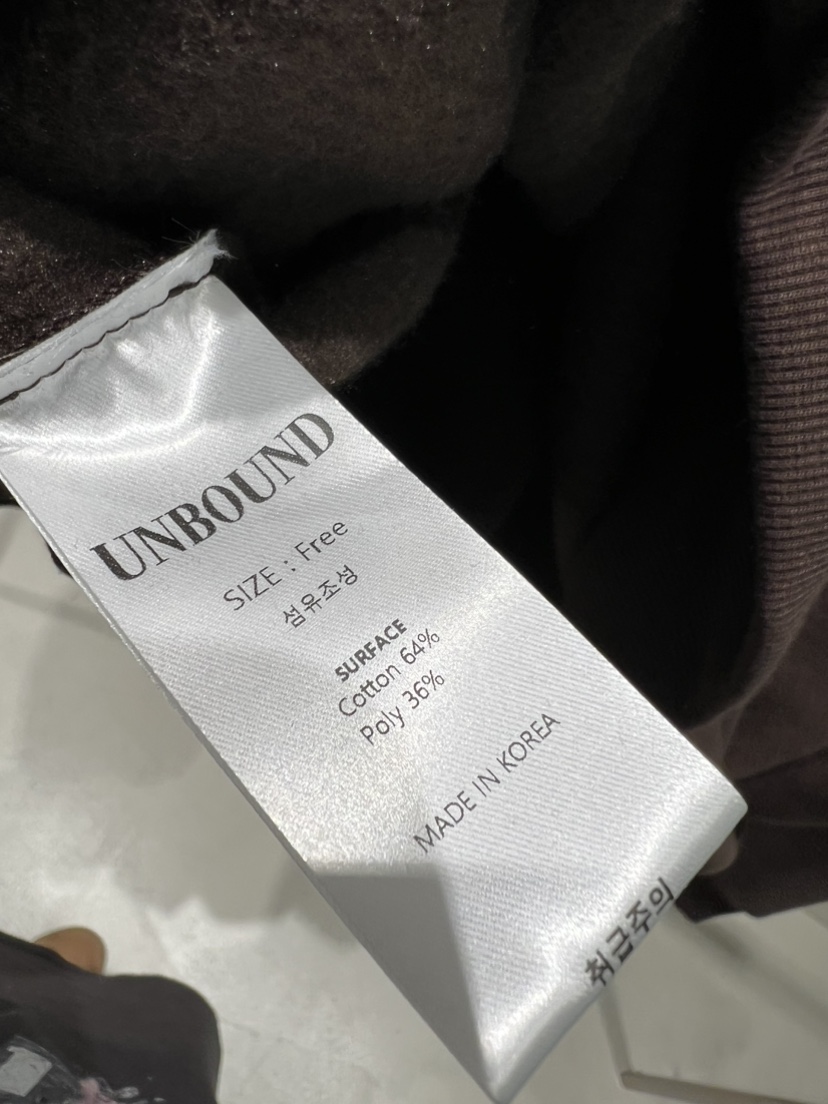 UNBOUND
SIZE : Free
섬유조성
SURFACE
Cotton 64%
Poly 36%
MADE IN KOREA
취급주의